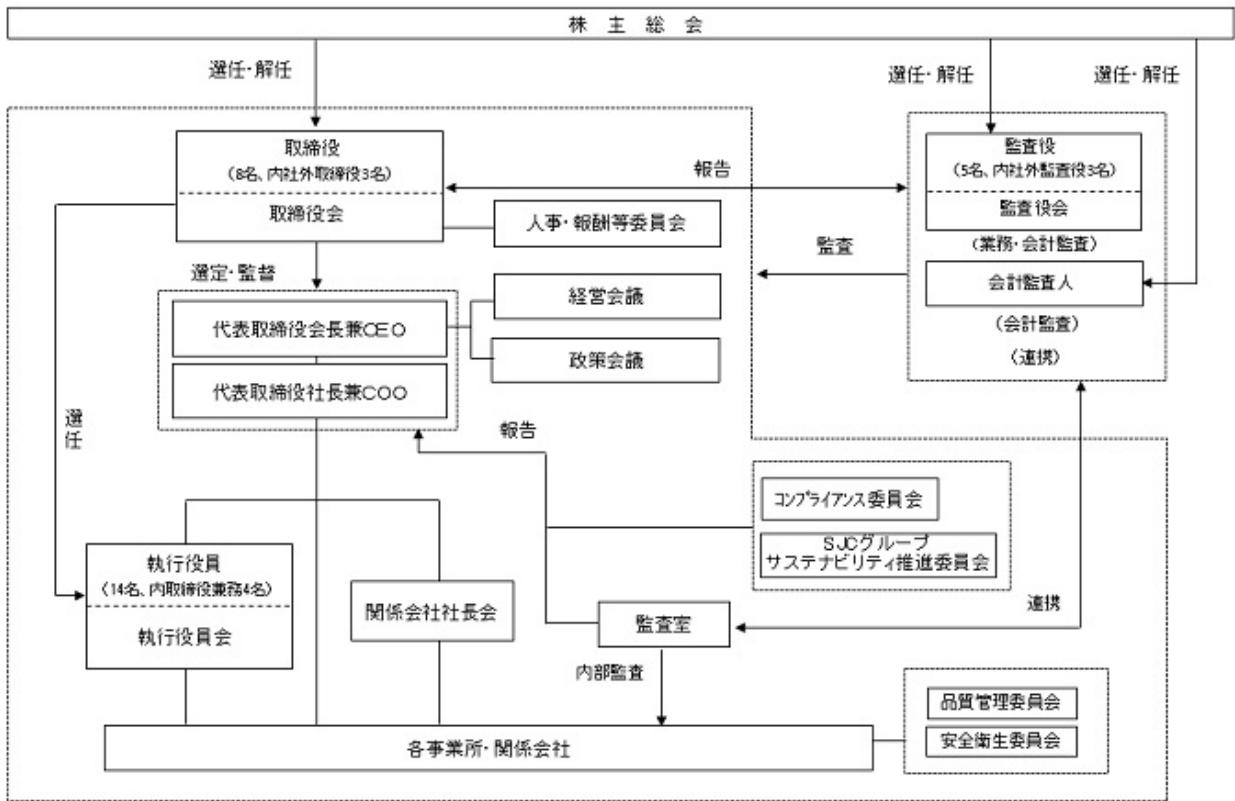 株主総会
選任・解任
選任・解任
選任・解任
取締役
(8名、内社外取締役3名)
取締役会
報告
監査役
(5名、内社外監査役3名)
監査役会
(業務・会計監査)
人事・報酬等委員会
監査
会計監査人
(会計監査)
(連携)
選定・監督
代表取締役会長兼CEO
代表取締役社長兼COO
経営会議
政策会議
選任
報告
コンプライアンス委員会
SJCグループ
サステナビリティ推進委員会
執行役員
(14名、内取締役兼務4名)
執行役員会
関係会社社長会
監査室
連携
内部監査
品質管理委員会
安全衛生委員会
各事業所・関係会社